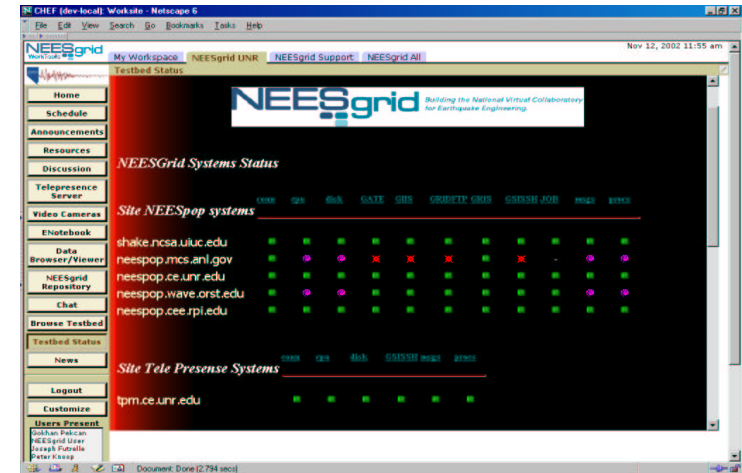 CHEF (dev-local): Worksite - Netscape 6
File Edit View Search Go Bookmarks Tasks Help
NEESgrid
WorkTools
Nov 12, 2002 11:55 am
My Workspace NEESgrid UNR NEESgrid Support NEESgrid All
Testbed Status
Home
Schedule
Announcements
Resources
Discussion
Telepresence
Server
Video Cameras
ENotebook
Data
Browser/Viewer
NEESgrid
Repository
Chat
Browse Testbed
Testbed Status
News
Logout
Customize
Users Present
Gokhan Pekcan
NEESgrid User
Joseph Futrelle
Peter Knoop
NEESgrid Building the National Virtual Collaboratory
for Earthquake Engineering.
NEESGrid Systems Status
conn cpu disk GATE GIIS GRIDFTP GRIS GSISSH JOB msgs procs
Site NEESpop systems
shake.ncsa.uiuc.edu
neespop.mcs.anl.gov -
neespop.ce.unr.edu
neespop.wave.orst.edu
neespop.cee.rpi.edu
conn cpu disk GSISSH msgs procs
Site Tele Presense Systems
tpm.ce.unr.edu
Document: Done (2.794 secs)